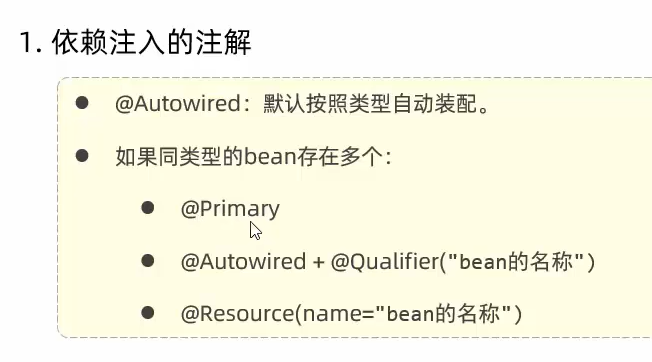 1. 依赖注入的注解
@Autowired：默认按照类型自动装配。
如果同类型的bean存在多个：
@Primary
@Autowired + @Qualifier("bean的名称")
@Resource(name="bean的名称")